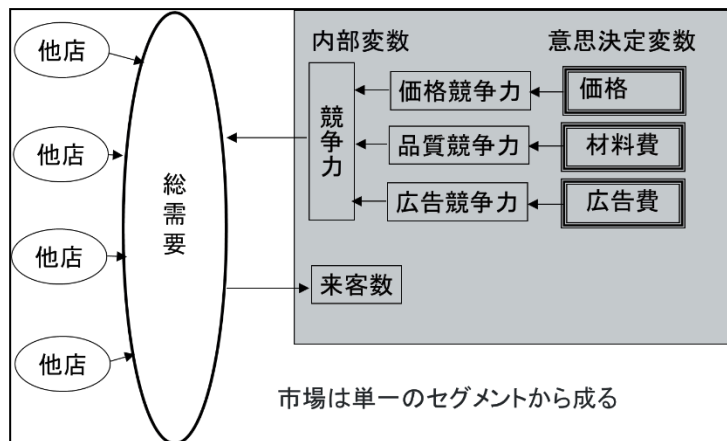 他店
他店
他店
他店
総需要
内部変数
意思決定変数
競争力
価格競争力
価格
品質競争力
材料費
広告競争力
広告費
来客数
市場は単一のセグメントから成る